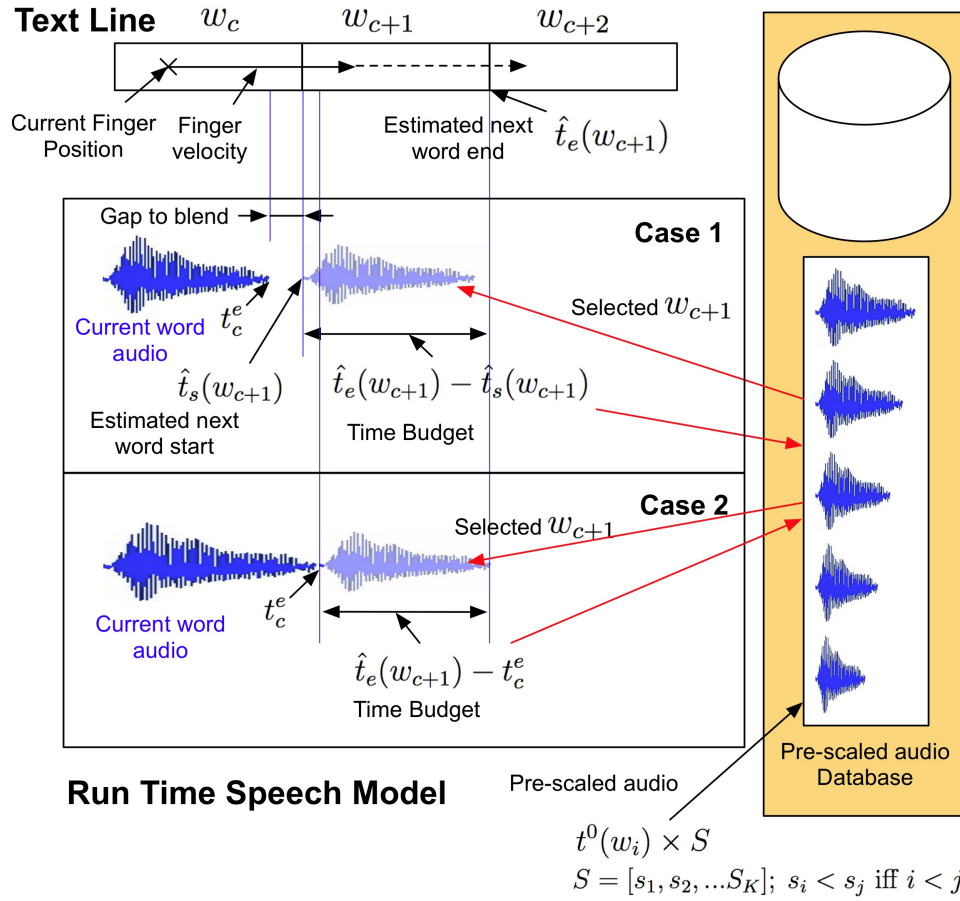 Text Line
w_c
w_{c+1}
w_{c+2}
Current Finger
Position
Finger
velocity
Estimated next
word end
\hat{t}_e(w_{c+1})
Gap to blend
Case 1
t_c^e
Current word
audio
Selected w_{c+1}
\hat{t}_s(w_{c+1})
\hat{t}_e(w_{c+1}) − \hat{t}_s(w_{c+1})
Estimated next
word start
Time Budget
Case 2
Selected w_{c+1}
t_c^e
Current word
audio
\hat{t}_e(w_{c+1}) − t_c^e
Time Budget
Pre-scaled audio
Database
Run Time Speech Model
Pre-scaled audio
t^0(w_i) × S
S = [s_1, s_2, ...S_K]; s_i < s_j iff i < j